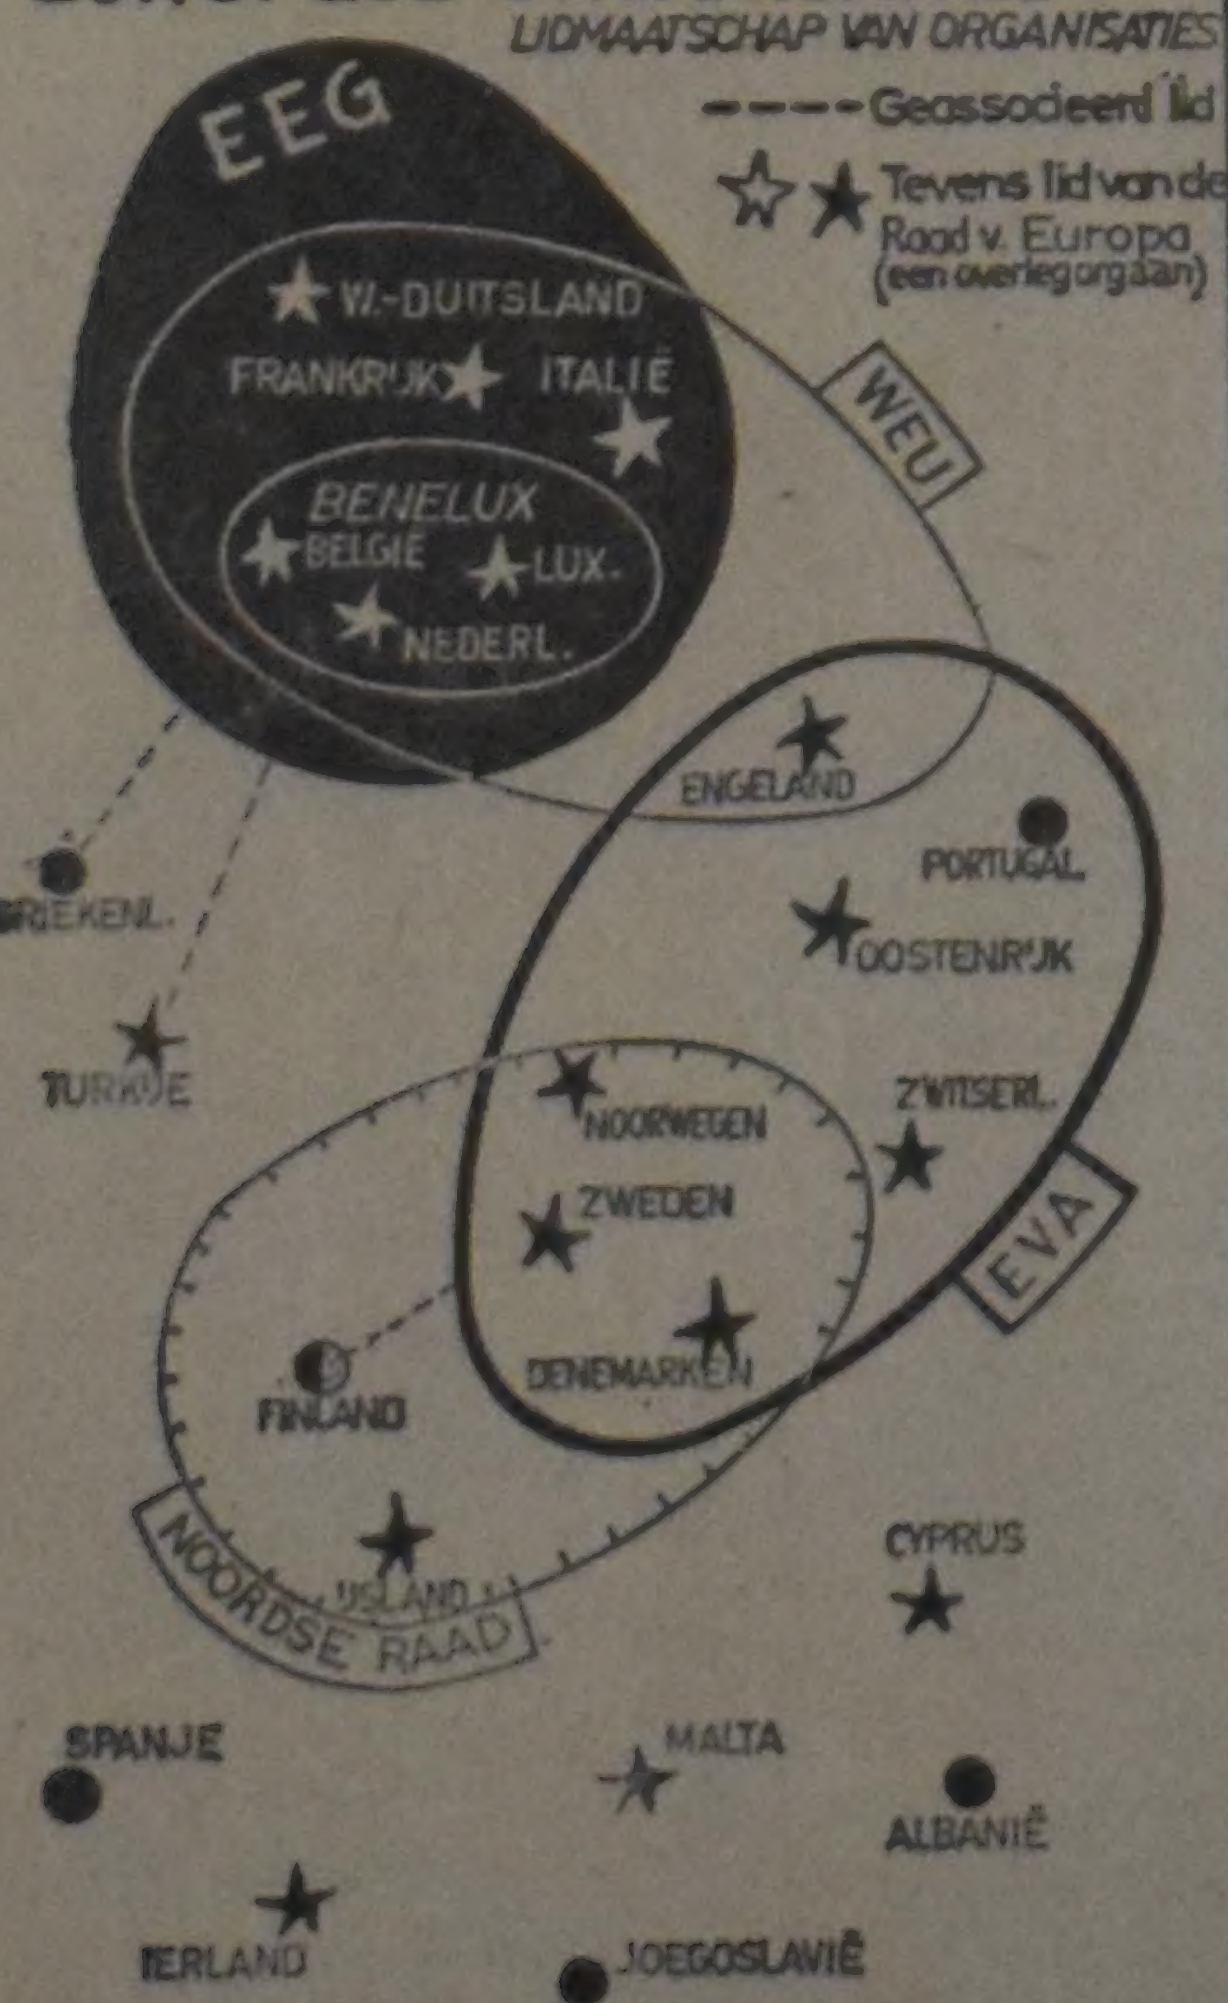 LIDMAATSCHAP VAN ORGANISATIES
Geassocieerd lid
Tevens lid van de
Raad v. Europa
(een overlegorgaan)
EEG
W.-DUITSLAND
FRANKRIJK
ITALIË
WEU
BENELUX
BELGIË
LUX.
NEDERL.
ENGELAND
PORTUGAL
RIEKENL.
OOSTENRIJK
TURKIJE
ZWITSERL.
NOORWEGEN
ZWEDEN
EVA
DENEMARKEN
FINLAND
IJSLAND
NOORDSE RAAD
CYPRUS
SPANJE
MALTA
ALBANIË
IERLAND
JOEGOSLAVIË